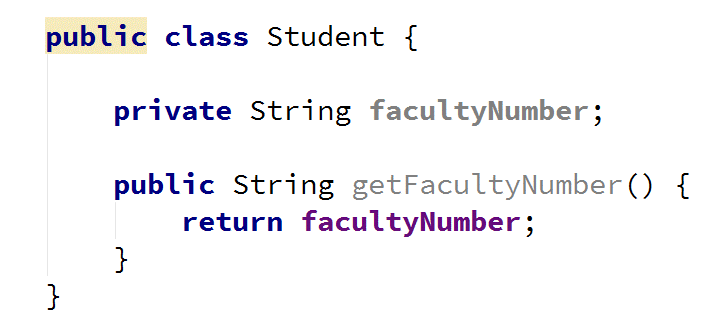 public class Student {
private String facultyNumber;
public String getFacultyNumber() {
return facultyNumber;
}
}